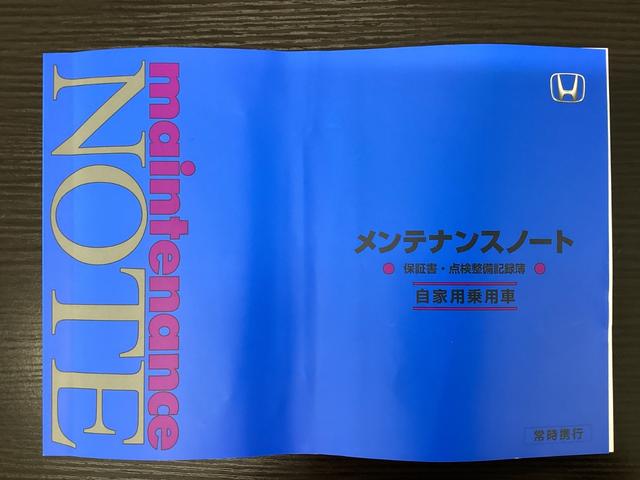 maintenance
NOTE
メンテナンスノート
● 保証書・点検整備記録簿 ●
自家用乗用車
常時携行